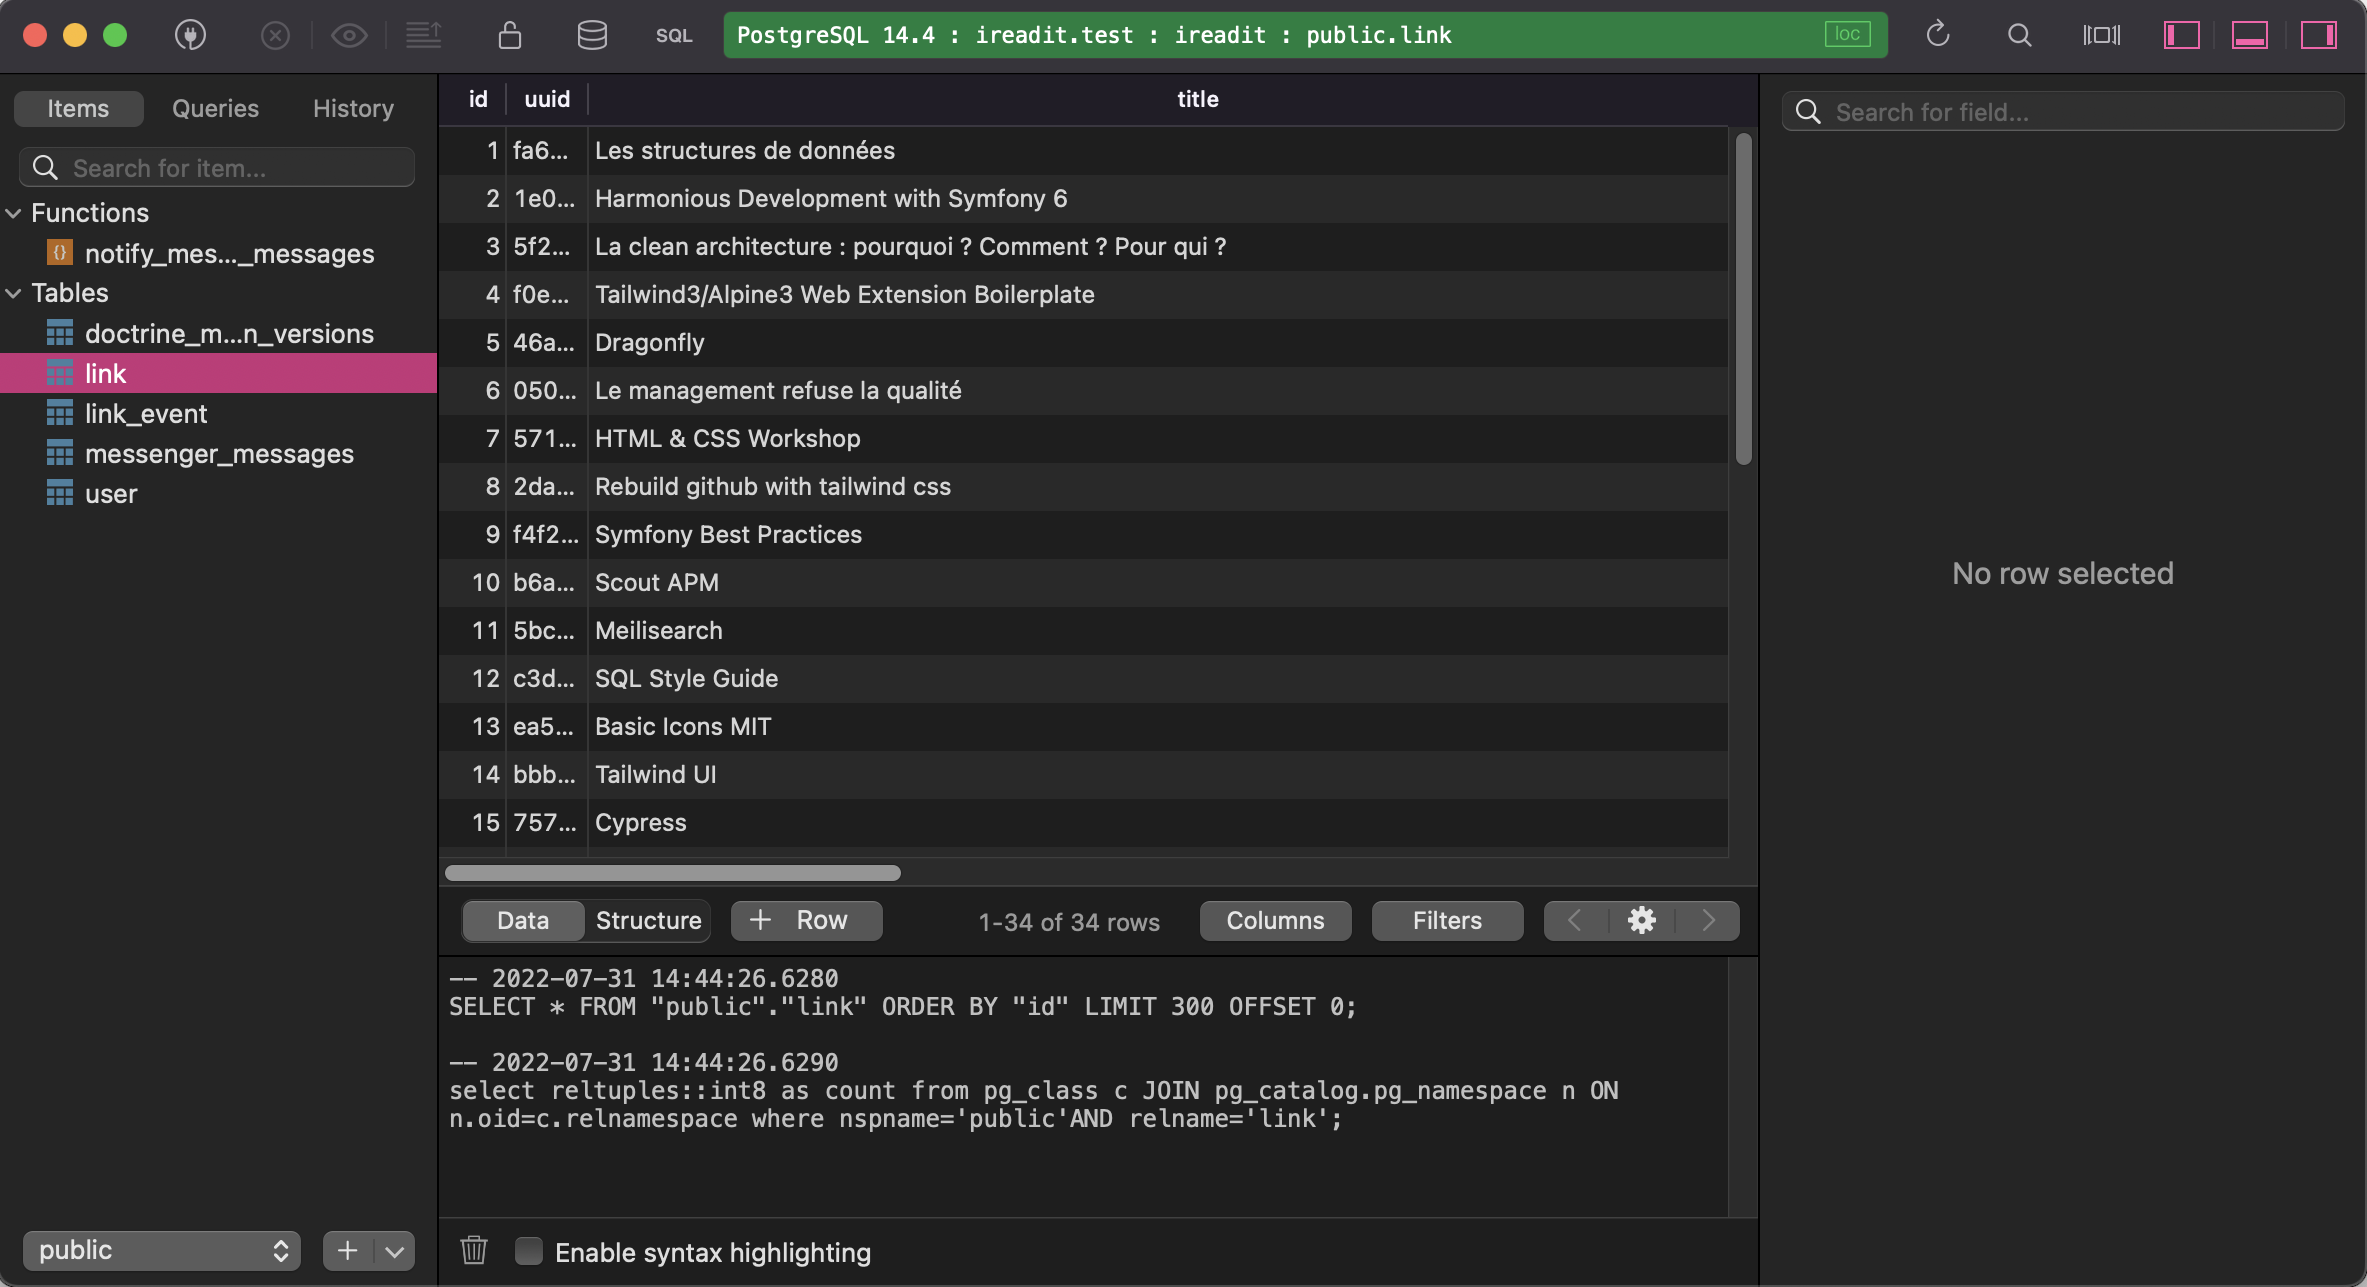 SQL
PostgreSQL 14.4 : ireadit.test : ireadit : public.link
loc
Items Queries History
Search for item...
Functions
notify_mes..._messages
Tables
doctrine_m...n_versions
link
link_event
messenger_messages
user
public
id uuid title
1 fa6... Les structures de données
2 1e0... Harmonious Development with Symfony 6
3 5f2... La clean architecture : pourquoi ? Comment ? Pour qui ?
4 f0e... Tailwind3/Alpine3 Web Extension Boilerplate
5 46a... Dragonfly
6 050... Le management refuse la qualité
7 571... HTML & CSS Workshop
8 2da... Rebuild github with tailwind css
9 f4f2... Symfony Best Practices
10 b6a... Scout APM
11 5bc... Meilisearch
12 c3d... SQL Style Guide
13 ea5... Basic Icons MIT
14 bbb... Tailwind UI
15 757... Cypress
Data Structure + Row 1-34 of 34 rows Columns Filters
-- 2022-07-31 14:44:26.6280
SELECT * FROM "public"."link" ORDER BY "id" LIMIT 300 OFFSET 0;
-- 2022-07-31 14:44:26.6290
select reltuples::int8 as count from pg_class c JOIN pg_catalog.pg_namespace n ON
n.oid=c.relnamespace where nspname='public'AND relname='link';
Enable syntax highlighting
Search for field...
No row selected